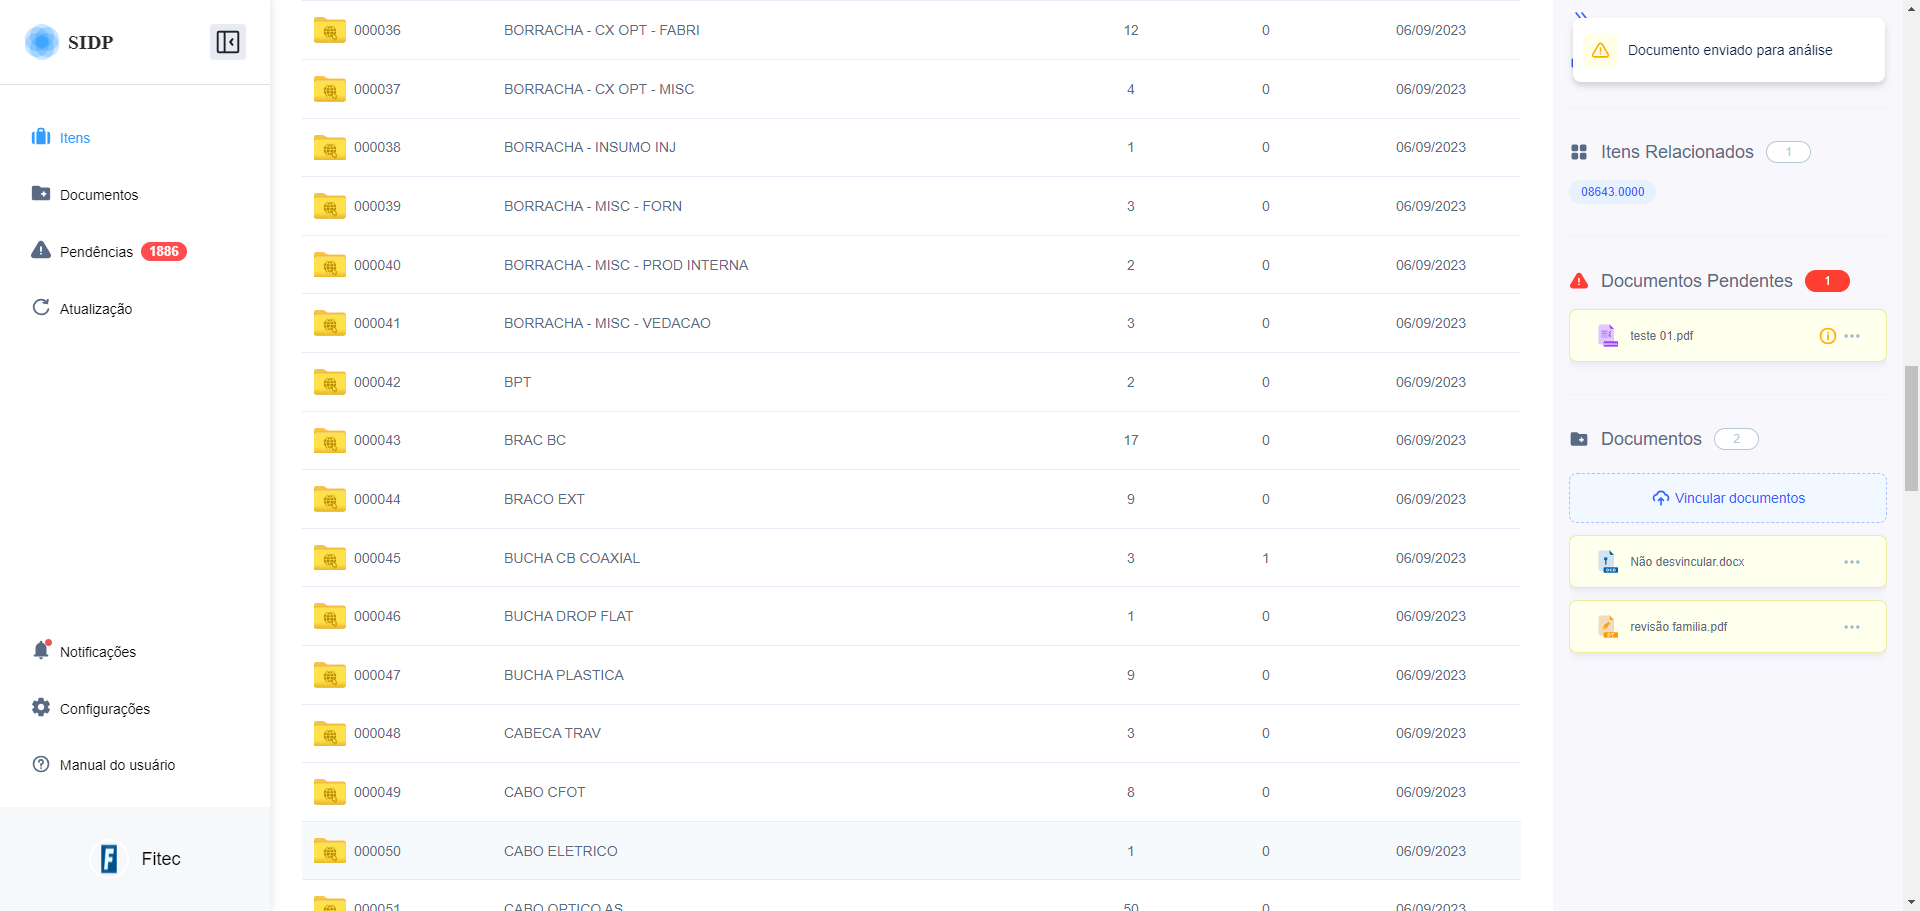 SIDP
Itens
Documentos
Pendências 1886
Atualização
Notificações
Configurações
Manual do usuário
Fitec
000036 BORRACHA - CX OPT - FABRI 12 0 06/09/2023
000037 BORRACHA - CX OPT - MISC 4 0 06/09/2023
000038 BORRACHA - INSUMO INJ 1 0 06/09/2023
000039 BORRACHA - MISC - FORN 3 0 06/09/2023
000040 BORRACHA - MISC - PROD INTERNA 2 0 06/09/2023
000041 BORRACHA - MISC - VEDACAO 3 0 06/09/2023
000042 BPT 2 0 06/09/2023
000043 BRAC BC 17 0 06/09/2023
000044 BRACO EXT 9 0 06/09/2023
000045 BUCHA CB COAXIAL 3 1 06/09/2023
000046 BUCHA DROP FLAT 1 0 06/09/2023
000047 BUCHA PLASTICA 9 0 06/09/2023
000048 CABECA TRAV 3 0 06/09/2023
000049 CABO CFOT 8 0 06/09/2023
000050 CABO ELETRICO 1 0 06/09/2023
000051 CABO OPTICO AS 50 0 06/09/2023
Documento enviado para análise
Itens Relacionados 1
08643.0000
Documentos Pendentes 1
teste 01.pdf
Documentos 2
Vincular documentos
Não desvincular.docx
revisão familia.pdf